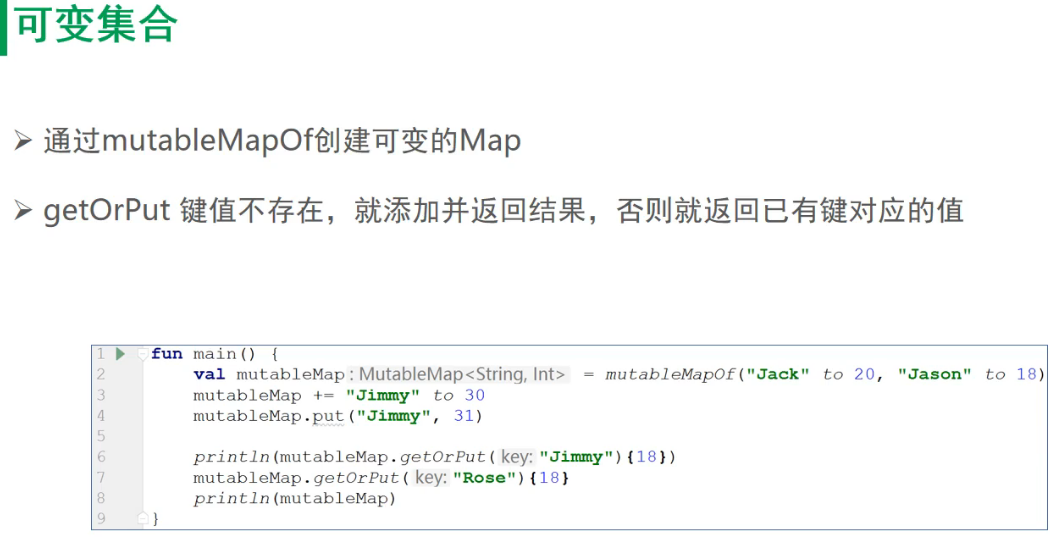 可变集合
➢ 通过mutableMapOf创建可变的Map
➢ getOrPut 键值不存在，就添加并返回结果，否则就返回已有键对应的值
1 fun main() {
2 val mutableMap : MutableMap<String, Int> = mutableMapOf("Jack" to 20, "Jason" to 18)
3 mutableMap += "Jimmy" to 30
4 mutableMap.put("Jimmy", 31)
5
6 println(mutableMap.getOrPut( key: "Jimmy"){18})
7 mutableMap.getOrPut( key: "Rose"){18}
8 println(mutableMap)
9 }